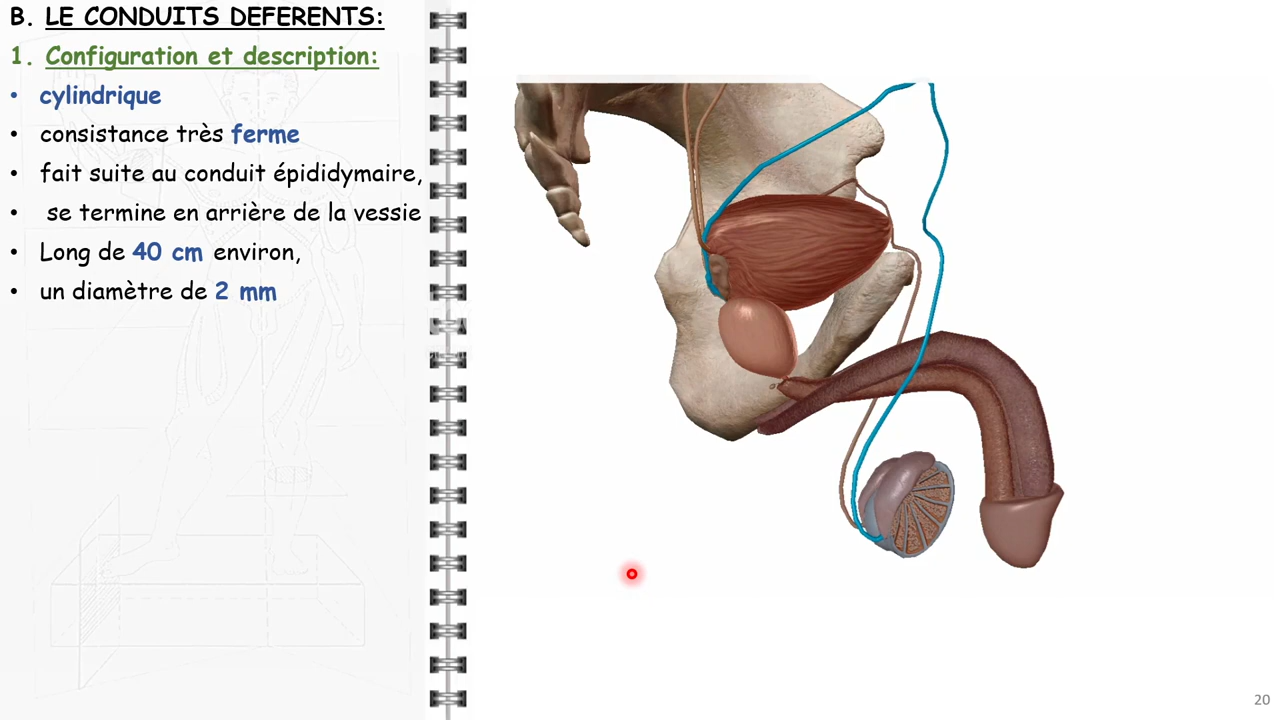 B. LE CONDUITS DEFERENTS:
1. Configuration et description:
• cylindrique
• consistance très ferme
• fait suite au conduit épididymaire,
• se termine en arrière de la vessie
• Long de 40 cm environ,
• un diamètre de 2 mm
20